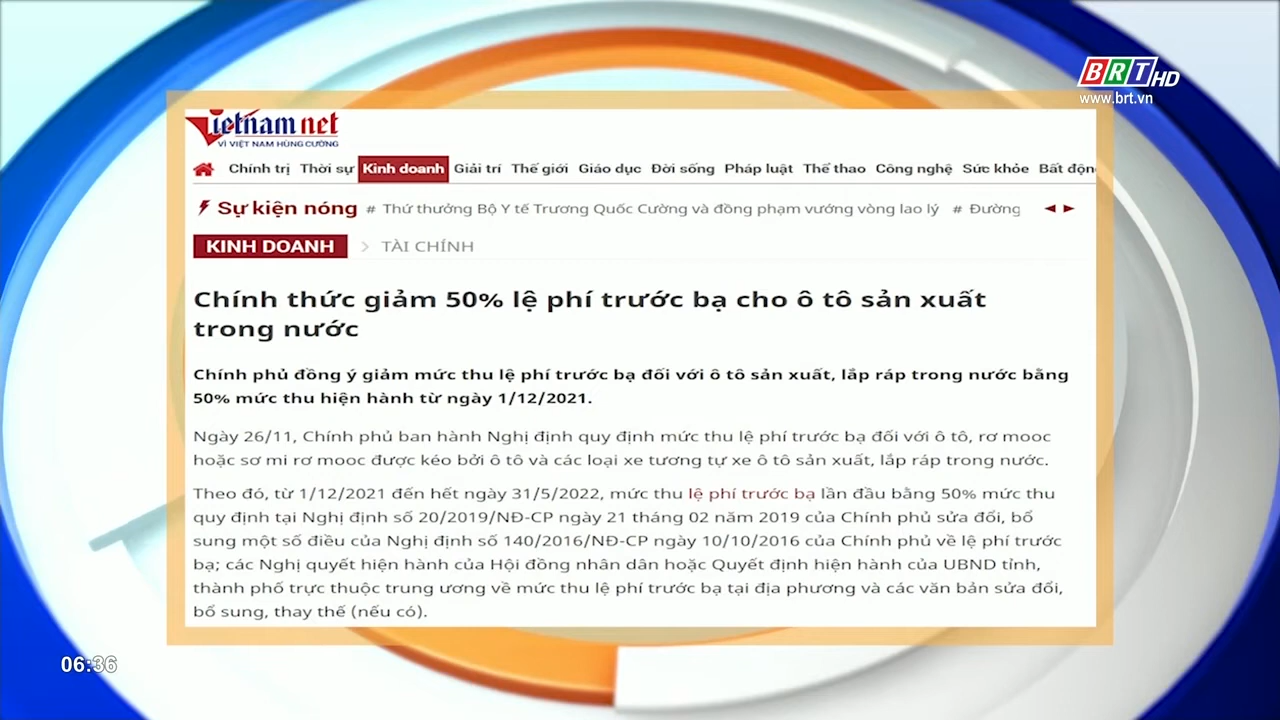 BRT HD
www.brt.vn
Vietnam net
VÌ VIỆT NAM HÙNG CƯỜNG
Chính trị Thời sự Kinh doanh Giải trí Thế giới Giáo dục Đời sống Pháp luật Thể thao Công nghệ Sức khỏe Bất động
Sự kiện nóng # Thứ thưởng Bộ Y tế Trương Quốc Cường và đồng phạm vướng vòng lao lý # Đường
KINH DOANH > TÀI CHÍNH
Chính thức giảm 50% lệ phí trước bạ cho ô tô sản xuất
trong nước
Chính phủ đồng ý giảm mức thu lệ phí trước bạ đối với ô tô sản xuất, lắp ráp trong nước bằng
50% mức thu hiện hành từ ngày 1/12/2021.
Ngày 26/11, Chính phủ ban hành Nghị định quy định mức thu lệ phí trước bạ đối với ô tô, rơ mooc
hoặc sơ mi rơ mooc được kéo bởi ô tô và các loại xe tương tự xe ô tô sản xuất, lắp ráp trong nước.
Theo đó, từ 1/12/2021 đến hết ngày 31/5/2022, mức thu lệ phí trước bạ lần đầu bằng 50% mức thu
quy định tại Nghị định số 20/2019/NĐ-CP ngày 21 tháng 02 năm 2019 của Chính phủ sửa đổi, bổ
sung một số điều của Nghị định số 140/2016/NĐ-CP ngày 10/10/2016 của Chính phủ về lệ phí trước
bạ; các Nghị quyết hiện hành của Hội đồng nhân dân hoặc Quyết định hiện hành của UBND tỉnh,
thành phố trực thuộc trung ương về mức thu lệ phí trước bạ tại địa phương và các văn bản sửa đổi,
bổ sung, thay thế (nếu có).
06:36